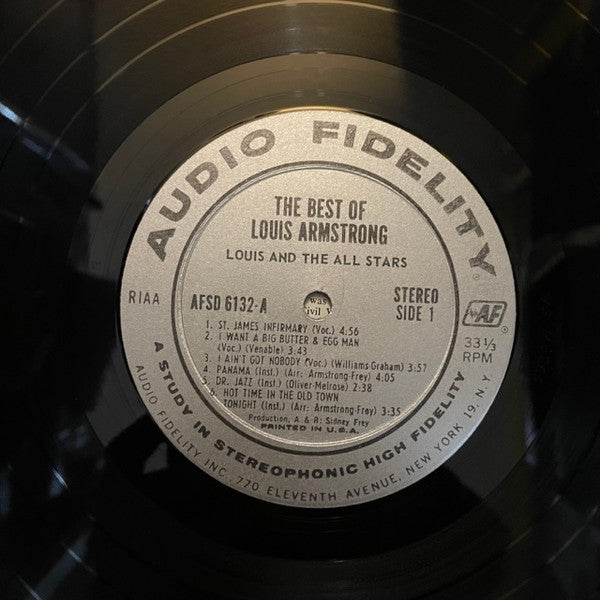 AUDIO FIDELITY®
THE BEST OF
LOUIS ARMSTRONG
LOUIS AND THE ALL STARS
RIAA
AFSD 6132-A
was
ivil
STEREO
SIDE 1
AF®
33 1/3
RPM
1. ST. JAMES INFIRMARY (Voc.) 4:56
2. I WANT A BIG BUTTER & EGG MAN
(Voc.) (Venable) 3.43
3. I AIN'T GOT NOBODY (Voc.) (Williams-Graham) 3:57
4. PANAMA (Inst.) (Arr: Armstrong-Frey) 4.05
5. DR. JAZZ (Inst.) (Oliver-Melrose) 2:38
6. HOT TIME IN THE OLD TOWN
TONIGHT (Inst.) (Arr: Armstrong-Frey) 3:35
Production, A & R: Sidney Frey
PRINTED IN U.S.A.
A STUDY IN STEREOPHONIC HIGH FIDELITY
AUDIO FIDELITY INC. 770 ELEVENTH AVENUE, NEW YORK 19, N.Y.